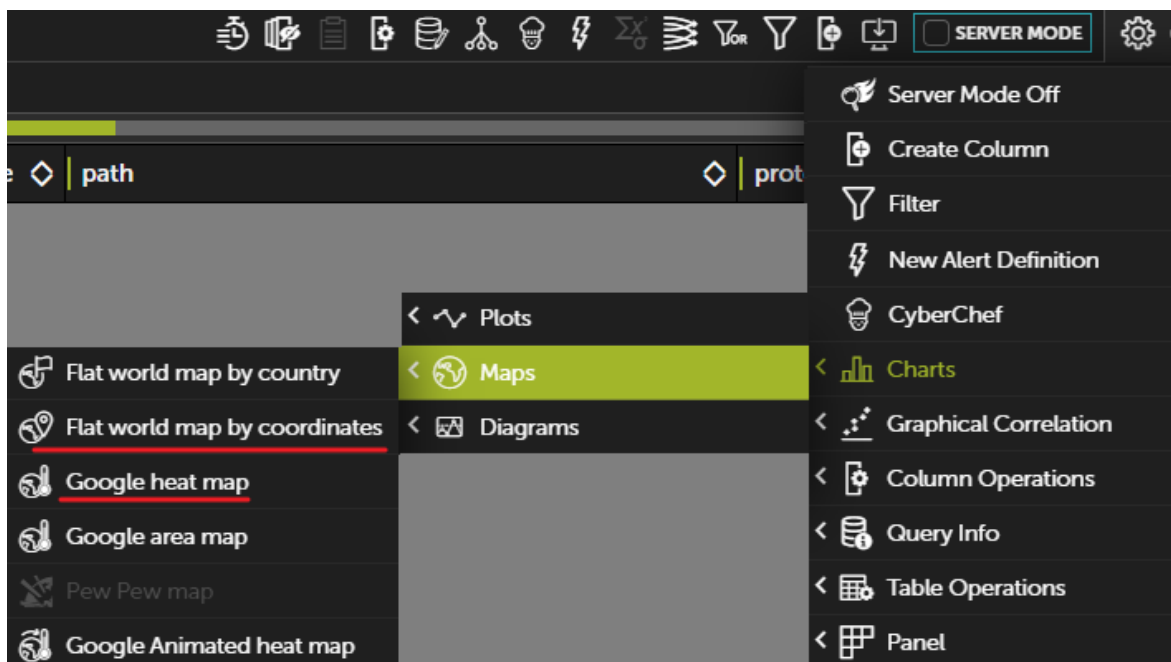 OR
SERVER MODE
Server Mode Off
Create Column
e path prot
Filter
New Alert Definition
CyberChef
Plots
Flat world map by country
Maps
Charts
Flat world map by coordinates
Diagrams
Graphical Correlation
Google heat map
Column Operations
Google area map
Query Info
Pew Pew map
Table Operations
Google Animated heat map
Panel